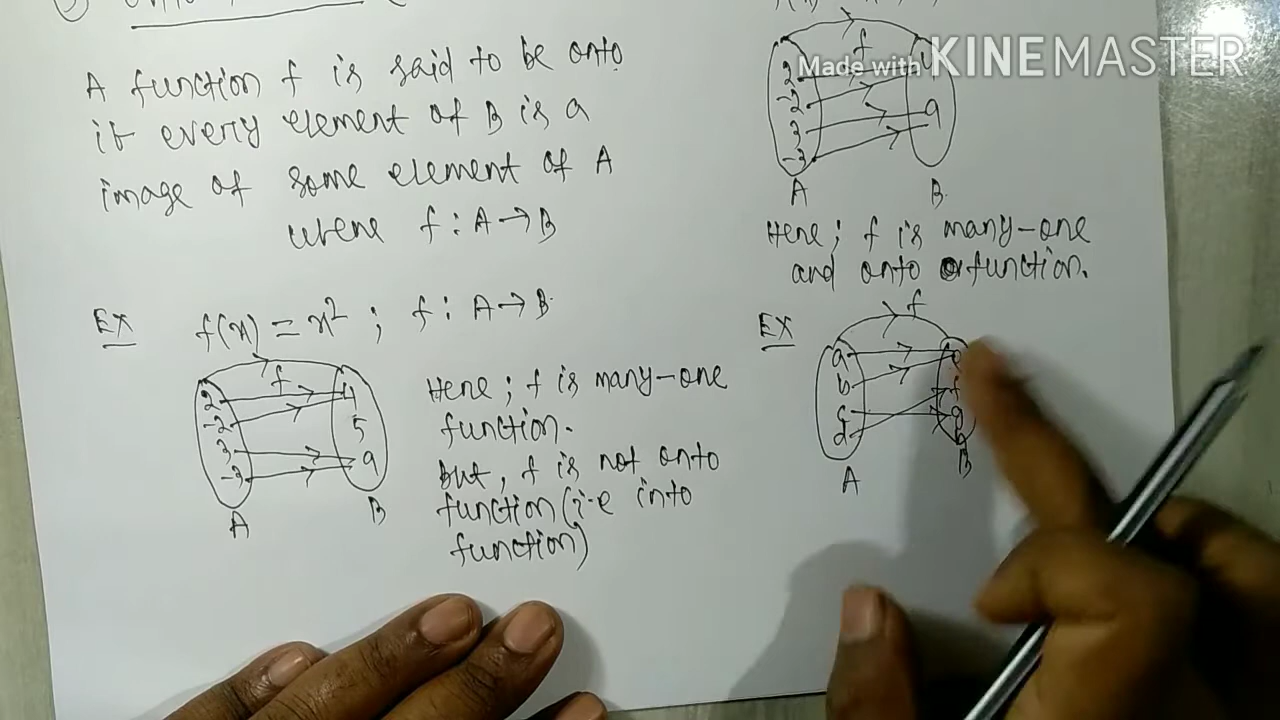 A function f is said to be onto
if every element of B is a
image of some element of A
where f : A → B
Ex f(x) = x² ; f : A → B.
f
2
-2
3
-3
4
5
9
A
B
Here; f is many-one
function.
But, f is not onto
function (i.e into
function)
Made with KINEMASTER
f
2
-2
3
-3
9
A
B
Here; f is many-one
and onto function.
Ex
f
a
b
c
d
e
f
g
A
B